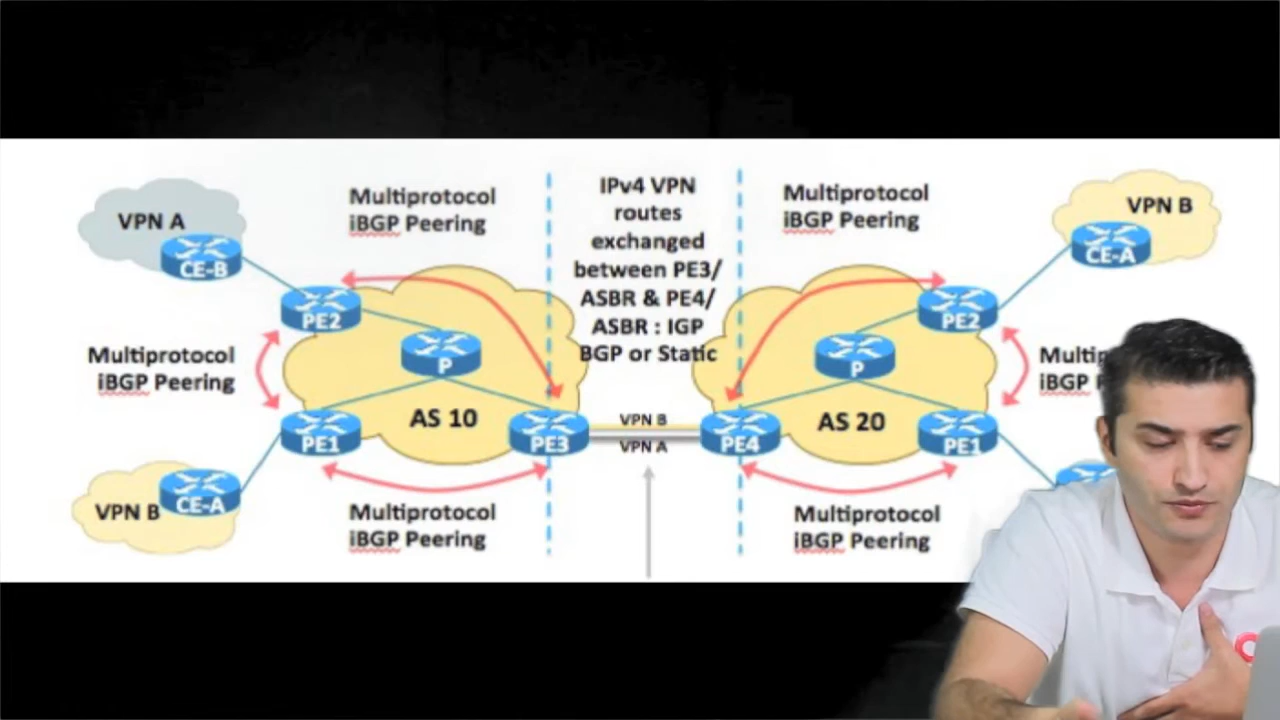 Multiprotocol
iBGP Peering
IPv4 VPN
routes
exchanged
between PE3/
ASBR & PE4/
ASBR : IGP
BGP or Static
Multiprotocol
iBGP Peering
VPN A
CE-B
VPN B
CE-A
PE2
PE2
Multiprotocol
iBGP Peering
P
P
AS 10
AS 20
PE1
PE3
VPN B
VPN A
PE4
PE1
iBGP
VPN B
CE-A
Multiprotocol
iBGP Peering
Multiprotocol
iBGP Peering